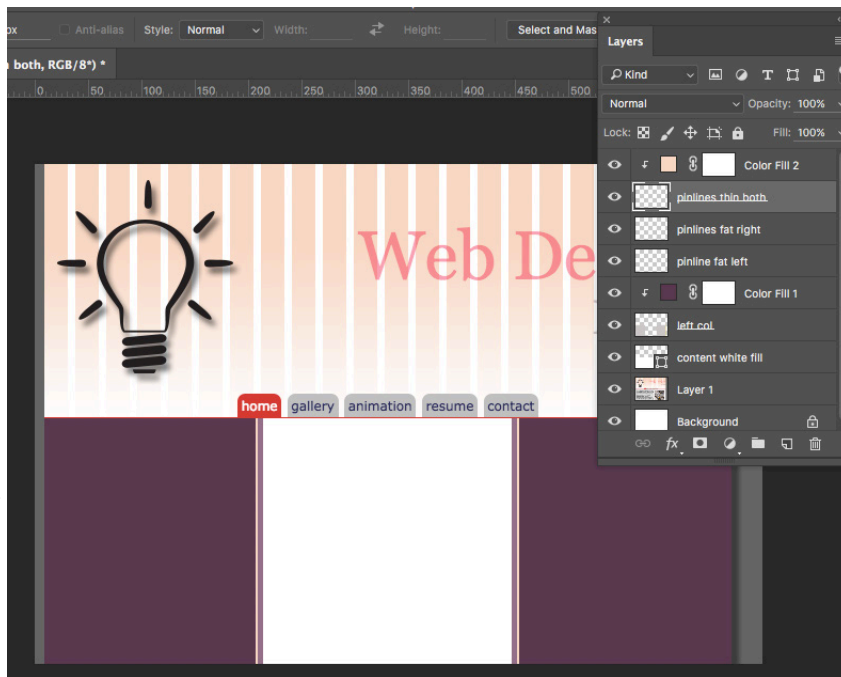 px Anti-alias Style: Normal Width: Height: Select and Mas
both, RGB/8*) *
0 50 100 150 200 250 300 350 400 450 500
Layers
Kind
Normal Opacity: 100%
Lock: Fill: 100%
Color Fill 2
pinlines thin both
pinlines fat right
pinline fat left
Color Fill 1
left col
content white fill
Layer 1
Background
fx
Web De
home gallery animation resume contact